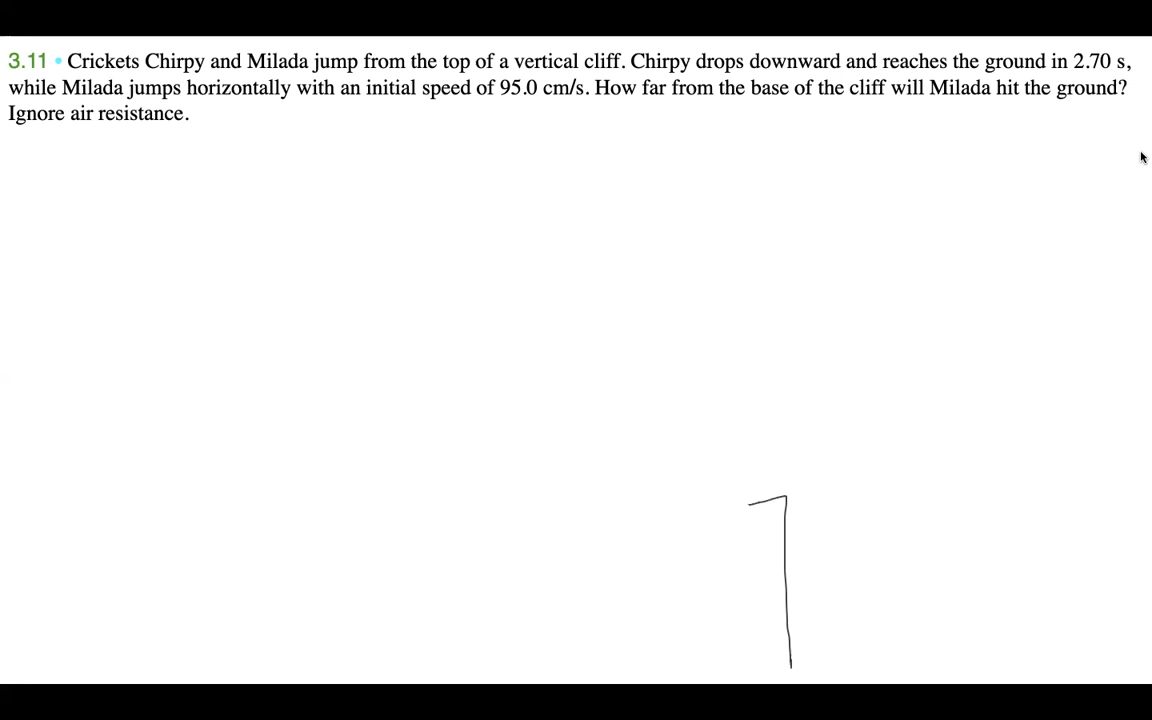 3.11 • Crickets Chirpy and Milada jump from the top of a vertical cliff. Chirpy drops downward and reaches the ground in 2.70 s,
while Milada jumps horizontally with an initial speed of 95.0 cm/s. How far from the base of the cliff will Milada hit the ground?
Ignore air resistance.